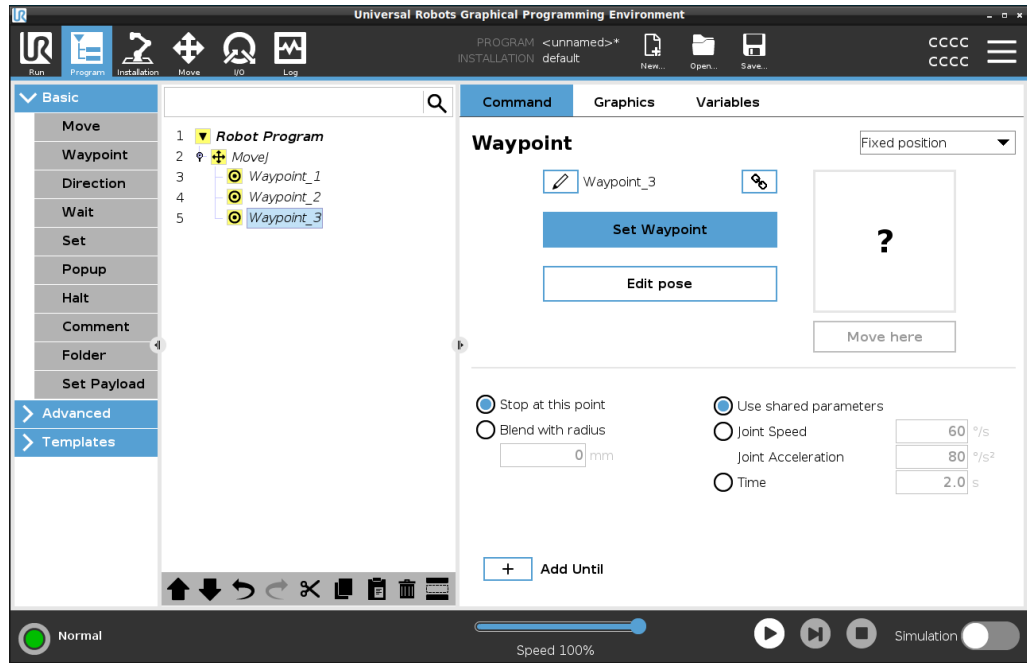 Universal Robots Graphical Programming Environment
UR
Run
Program
Installation
Move
I/O
Log
PROGRAM <unnamed>*
INSTALLATION default
New...
Open...
Save...
CCCC
CCCC
Basic
Move
Waypoint
Direction
Wait
Set
Popup
Halt
Comment
Folder
Set Payload
Advanced
Templates
1 Robot Program
2 MoveJ
3 Waypoint_1
4 Waypoint_2
5 Waypoint_3
Command Graphics Variables
Waypoint
Fixed position
Waypoint_3
Set Waypoint
Edit pose
?
Move here
Stop at this point
Blend with radius
0 mm
Use shared parameters
Joint Speed 60 °/s
Joint Acceleration 80 °/s²
Time 2.0 s
+ Add Until
Normal
Speed 100%
Simulation